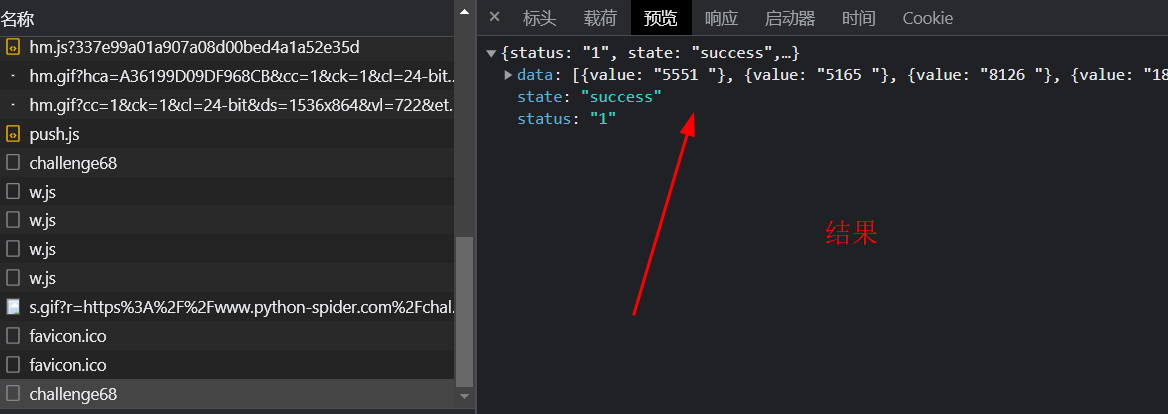 名称
hm.js?337e99a01a907a08d00bed4a1a52e35d
hm.gif?hca=A36199D09DF968CB&cc=1&ck=1&cl=24-bit...
hm.gif?cc=1&ck=1&cl=24-bit&ds=1536x864&vl=722&et...
push.js
challenge68
w.js
w.js
w.js
w.js
s.gif?r=https%3A%2F%2Fwww.python-spider.com%2Fchal...
favicon.ico
favicon.ico
challenge68
× 标头 载荷 预览 响应 启动器 时间 Cookie
▼{status: "1", state: "success",…}
▶data: [{value: "5551 "}, {value: "5165 "}, {value: "8126 "}, {value: "18
state: "success"
status: "1"
结果